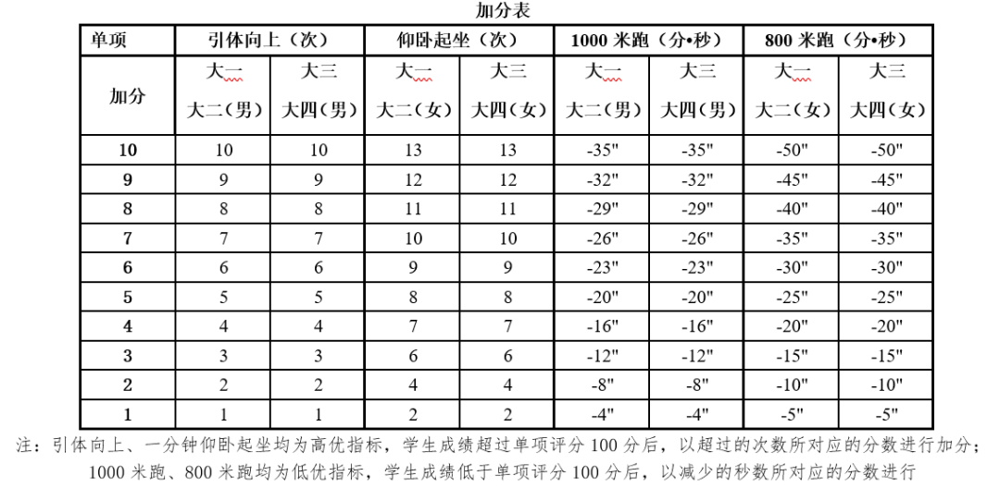 加分表
单项 引体向上（次） 仰卧起坐（次） 1000 米跑（分•秒） 800 米跑（分•秒）
加分 大一 大三 大一 大三 大一 大三 大一 大三
大二（男） 大四（男） 大二（女） 大四（女） 大二（男） 大四（男） 大二（女） 大四（女）
10 10 10 13 13 -35" -35" -50" -50"
9 9 9 12 12 -32" -32" -45" -45"
8 8 8 11 11 -29" -29" -40" -40"
7 7 7 10 10 -26" -26" -35" -35"
6 6 6 9 9 -23" -23" -30" -30"
5 5 5 8 8 -20" -20" -25" -25"
4 4 4 7 7 -16" -16" -20" -20"
3 3 3 6 6 -12" -12" -15" -15"
2 2 2 4 4 -8" -8" -10" -10"
1 1 1 2 2 -4" -4" -5" -5"
注：引体向上、一分钟仰卧起坐均为高优指标，学生成绩超过单项评分 100 分后，以超过的次数所对应的分数进行加分；
1000 米跑、800 米跑均为低优指标，学生成绩低于单项评分 100 分后，以减少的秒数所对应的分数进行